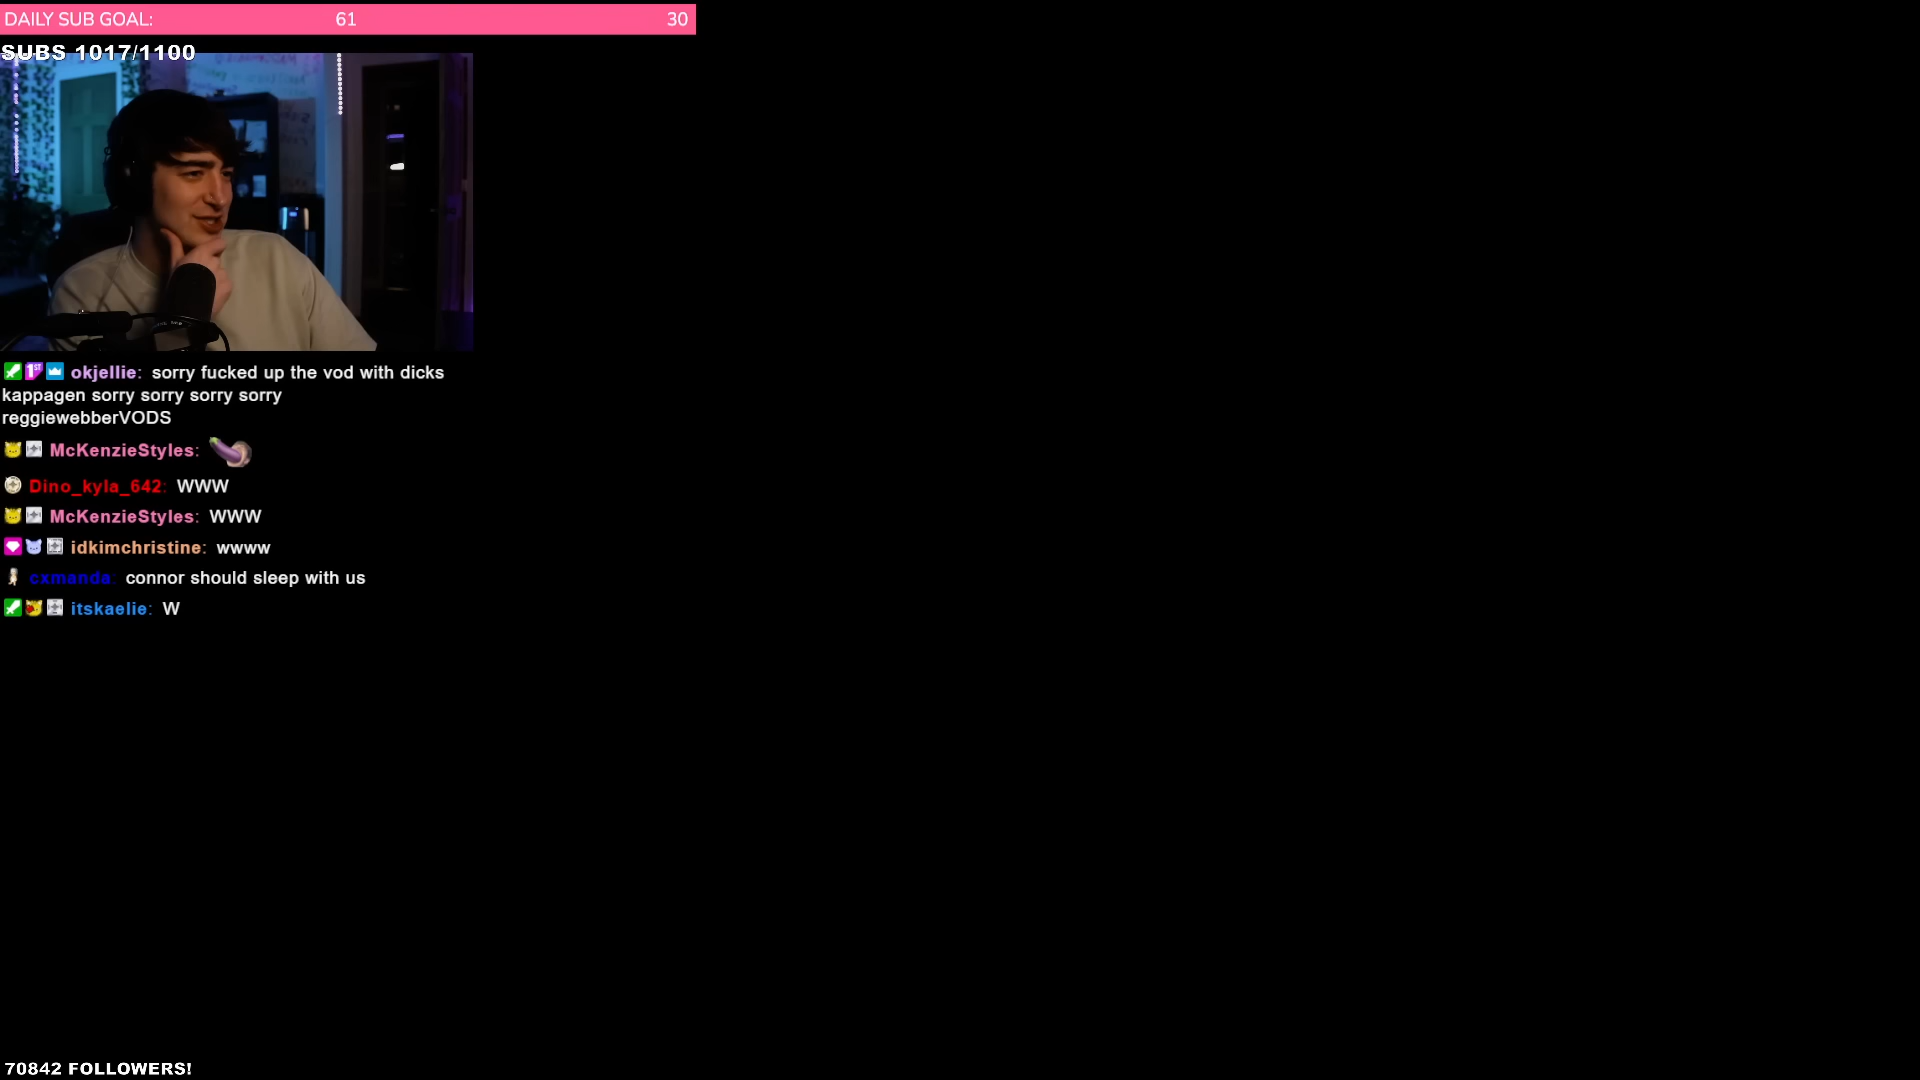 DAILY SUB GOAL: 61 30
SUBS 1017/1100
okjellie: sorry fucked up the vod with dicks
kappagen sorry sorry sorry sorry
reggiewebberVODS
McKenzieStyles:
Dino_kyla_642: WWW
McKenzieStyles: WWW
idkimchristine: wwww
cxmanda: connor should sleep with us
itskaelie: W
70842 FOLLOWERS!